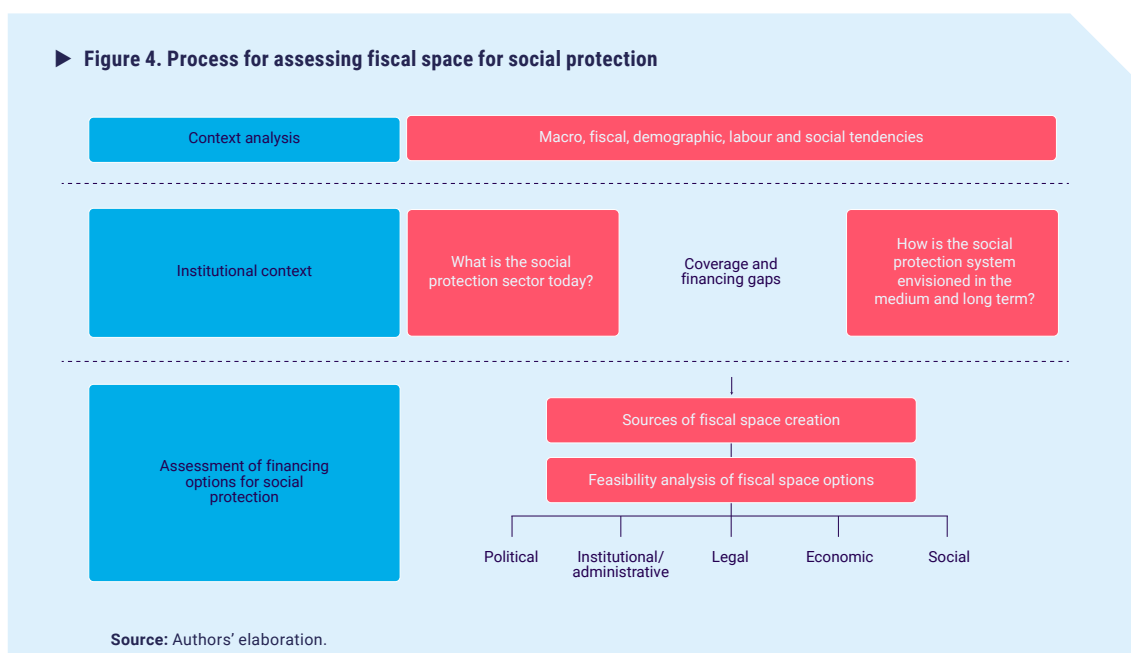 ▶ Figure 4. Process for assessing fiscal space for social protection
Context analysis
Macro, fiscal, demographic, labour and social tendencies
Institutional context
What is the social
protection sector today?
Coverage and
financing gaps
How is the social
protection system
envisioned in the
medium and long term?
Assessment of financing
options for social
protection
Sources of fiscal space creation
Feasibility analysis of fiscal space options
Political
Institutional/
administrative
Legal
Economic
Social
Source: Authors' elaboration.